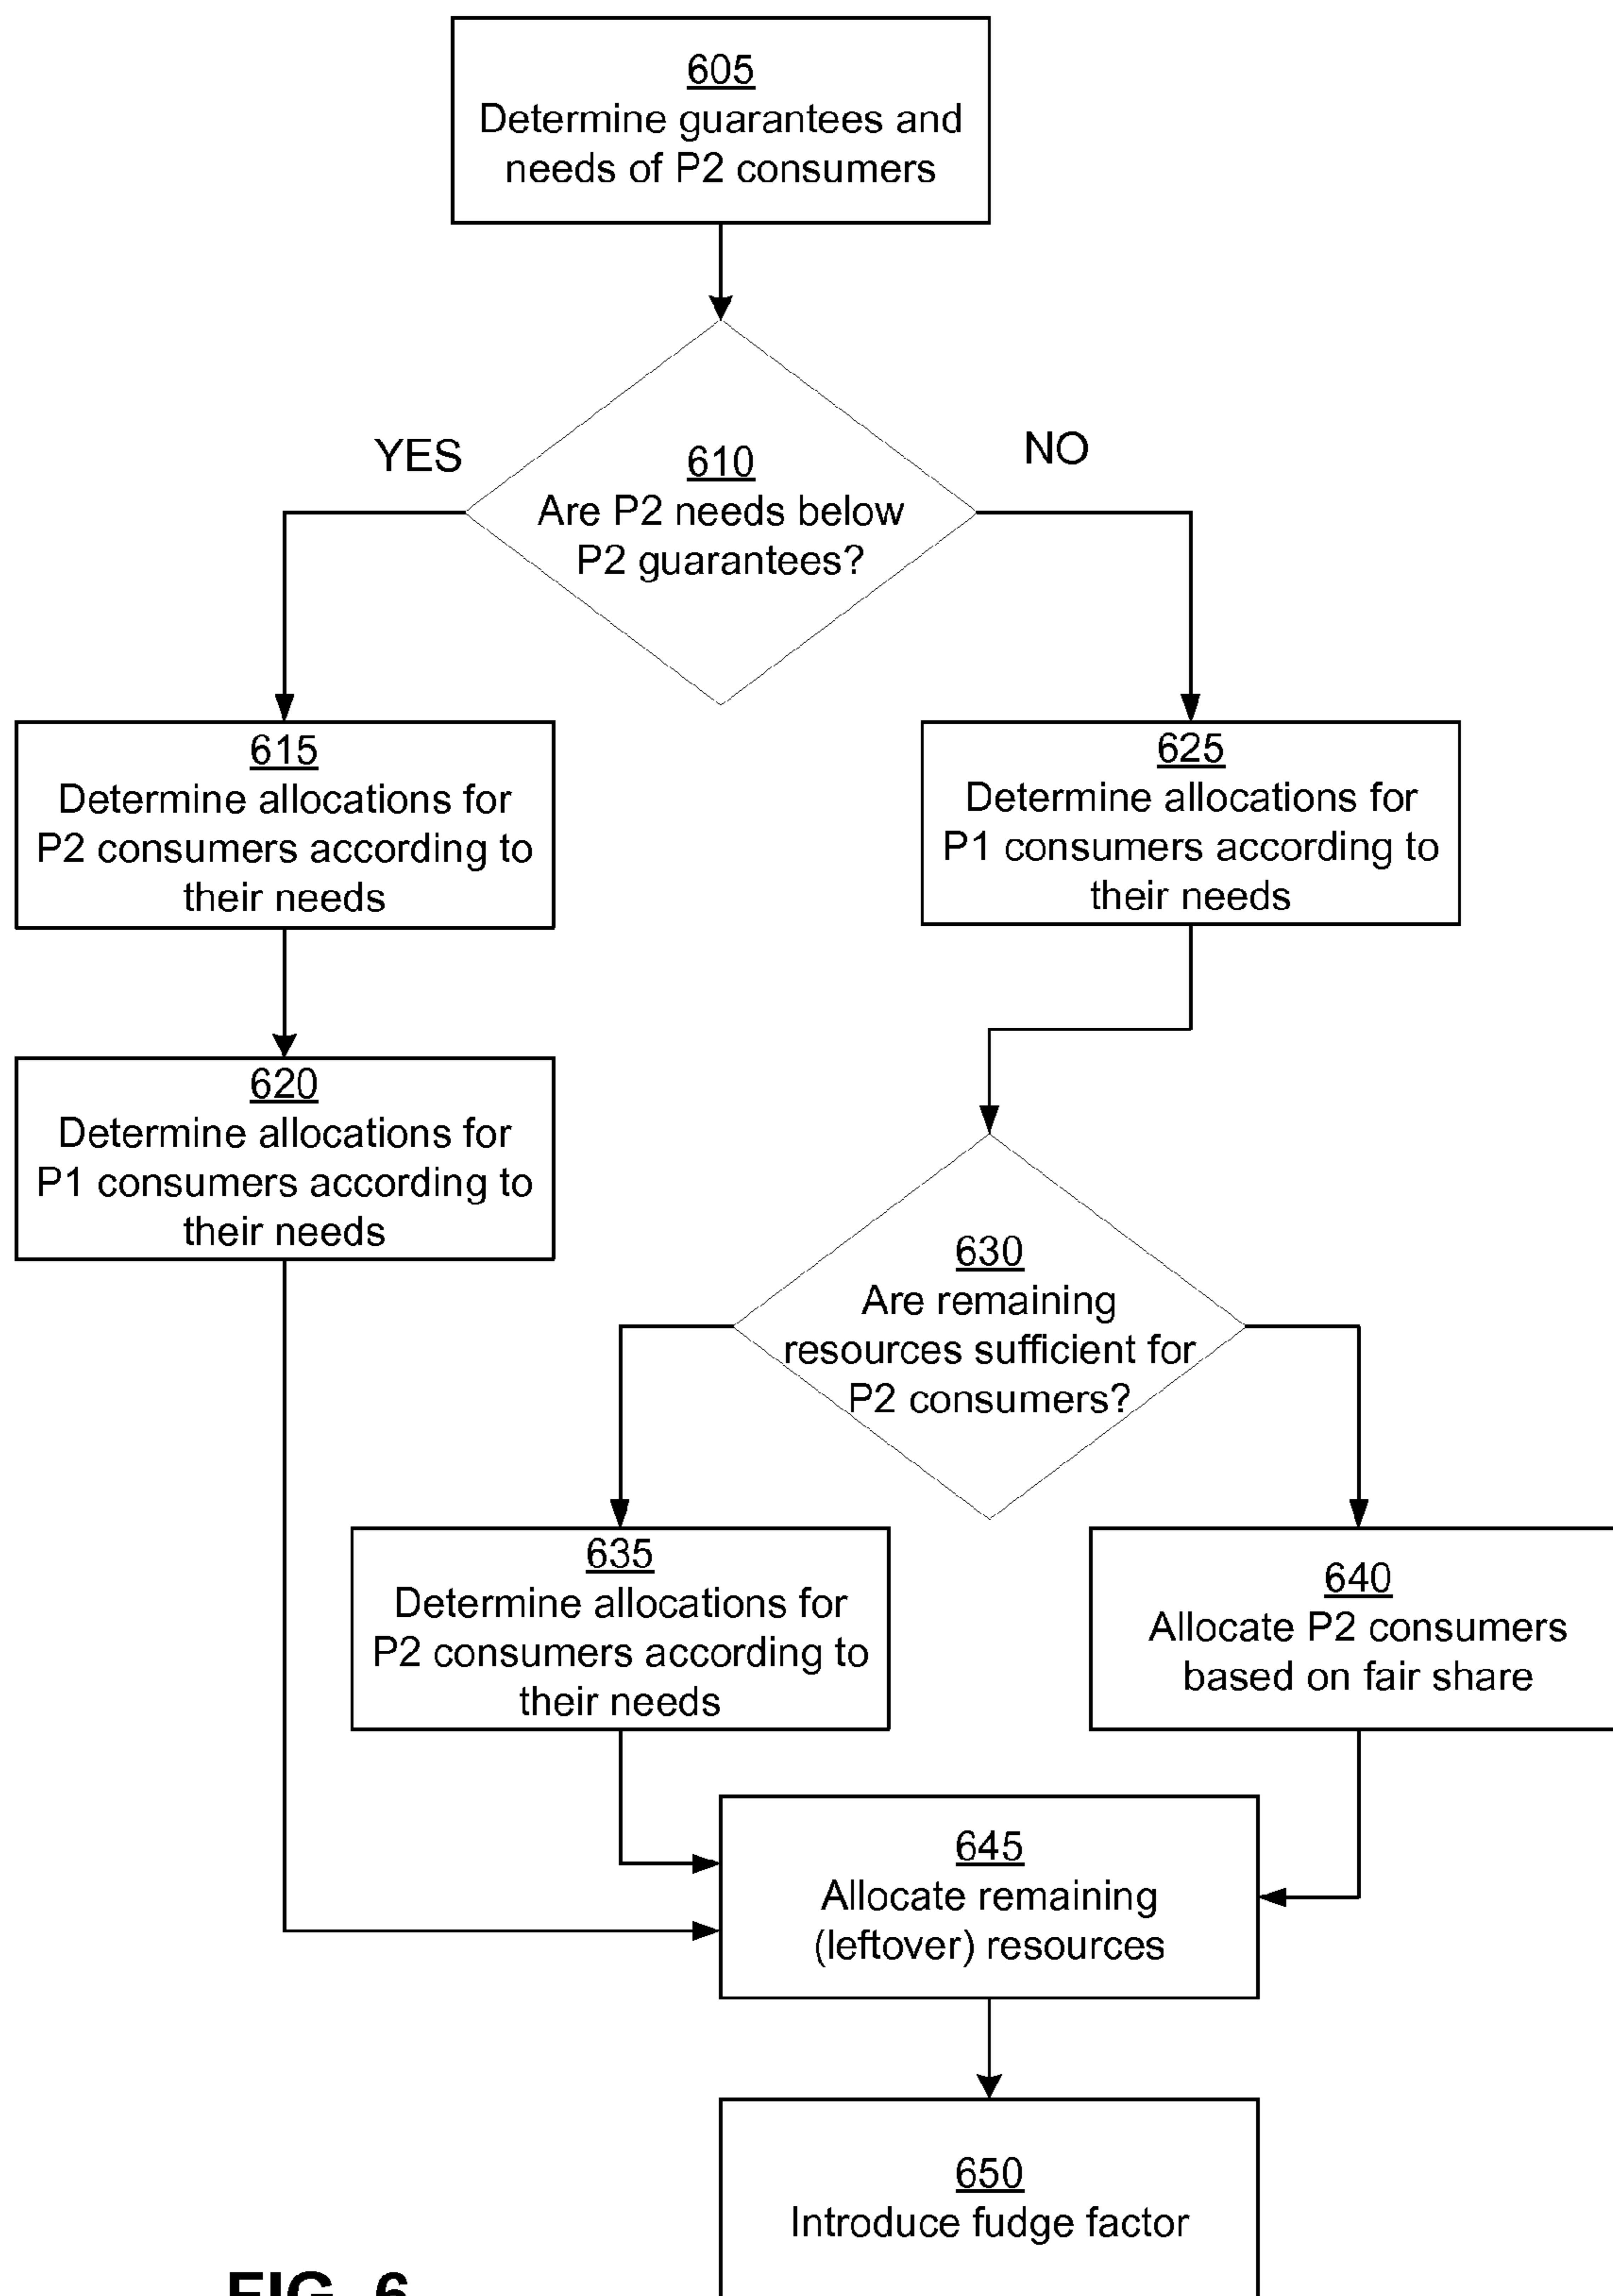 605
Determine guarantees and
needs of P2 consumers
YES
NO
610
Are P2 needs below
P2 guarantees?
615
Determine allocations for
P2 consumers according to
their needs
625
Determine allocations for
P1 consumers according to
their needs
620
Determine allocations for
P1 consumers according to
their needs
630
Are remaining
resources sufficient for
P2 consumers?
635
Determine allocations for
P2 consumers according to
their needs
640
Allocate P2 consumers
based on fair share
645
Allocate remaining
(leftover) resources
650
Introduce fudge factor
FIG. 6